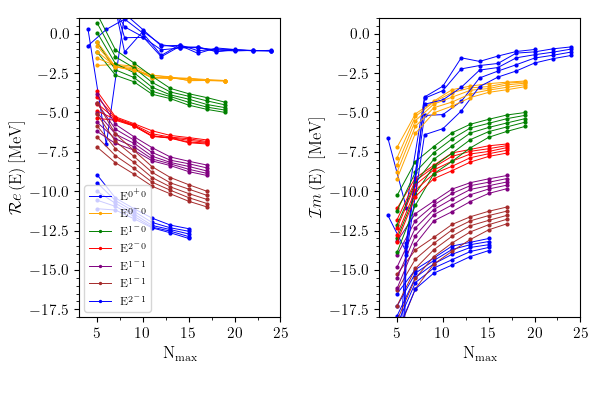 0.0
−2.5
−5.0
−7.5
−10.0
−12.5
−15.0
−17.5
5 10 15 20 25
N_max
ℛe (E) [MeV]
E^{0+0}
E^{0−0}
E^{1−0}
E^{2−0}
E^{1−1}
E^{1−1}
E^{2−1}
0.0
−2.5
−5.0
−7.5
−10.0
−12.5
−15.0
−17.5
5 10 15 20 25
N_max
ℐm (E) [MeV]